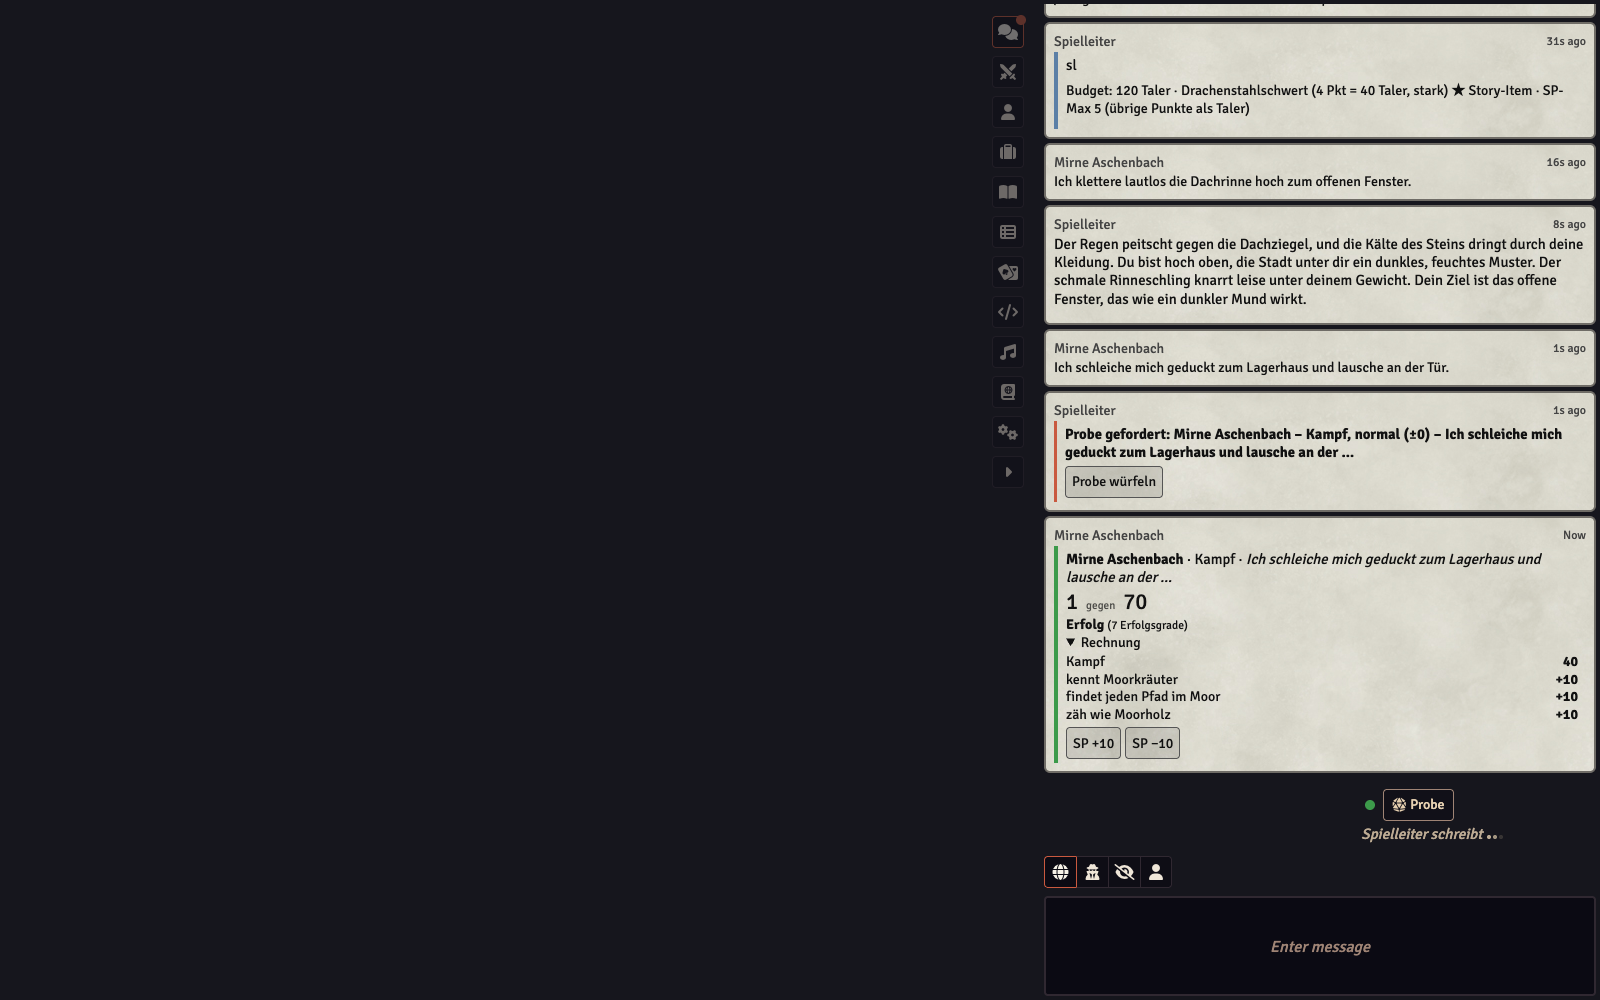 Spielleiter 31s ago
sl
Budget: 120 Taler · Drachenstahlschwert (4 Pkt = 40 Taler, stark) ★ Story-Item · SP-
Max 5 (übrige Punkte als Taler)
Mirne Aschenbach 16s ago
Ich klettere lautlos die Dachrinne hoch zum offenen Fenster.
Spielleiter 8s ago
Der Regen peitscht gegen die Dachziegel, und die Kälte des Steins dringt durch deine
Kleidung. Du bist hoch oben, die Stadt unter dir ein dunkles, feuchtes Muster. Der
schmale Rinneschling knarrt leise unter deinem Gewicht. Dein Ziel ist das offene
Fenster, das wie ein dunkler Mund wirkt.
Mirne Aschenbach 1s ago
Ich schleiche mich geduckt zum Lagerhaus und lausche an der Tür.
Spielleiter 1s ago
Probe gefordert: Mirne Aschenbach – Kampf, normal (±0) – Ich schleiche mich
geduckt zum Lagerhaus und lausche an der ...
Probe würfeln
Mirne Aschenbach Now
Mirne Aschenbach · Kampf · Ich schleiche mich geduckt zum Lagerhaus und
lausche an der ...
1 gegen 70
Erfolg (7 Erfolgsgrade)
▼ Rechnung
Kampf 40
kennt Moorkräuter +10
findet jeden Pfad im Moor +10
zäh wie Moorholz +10
SP +10 SP −10
Probe
Spielleiter schreibt ...
Enter message